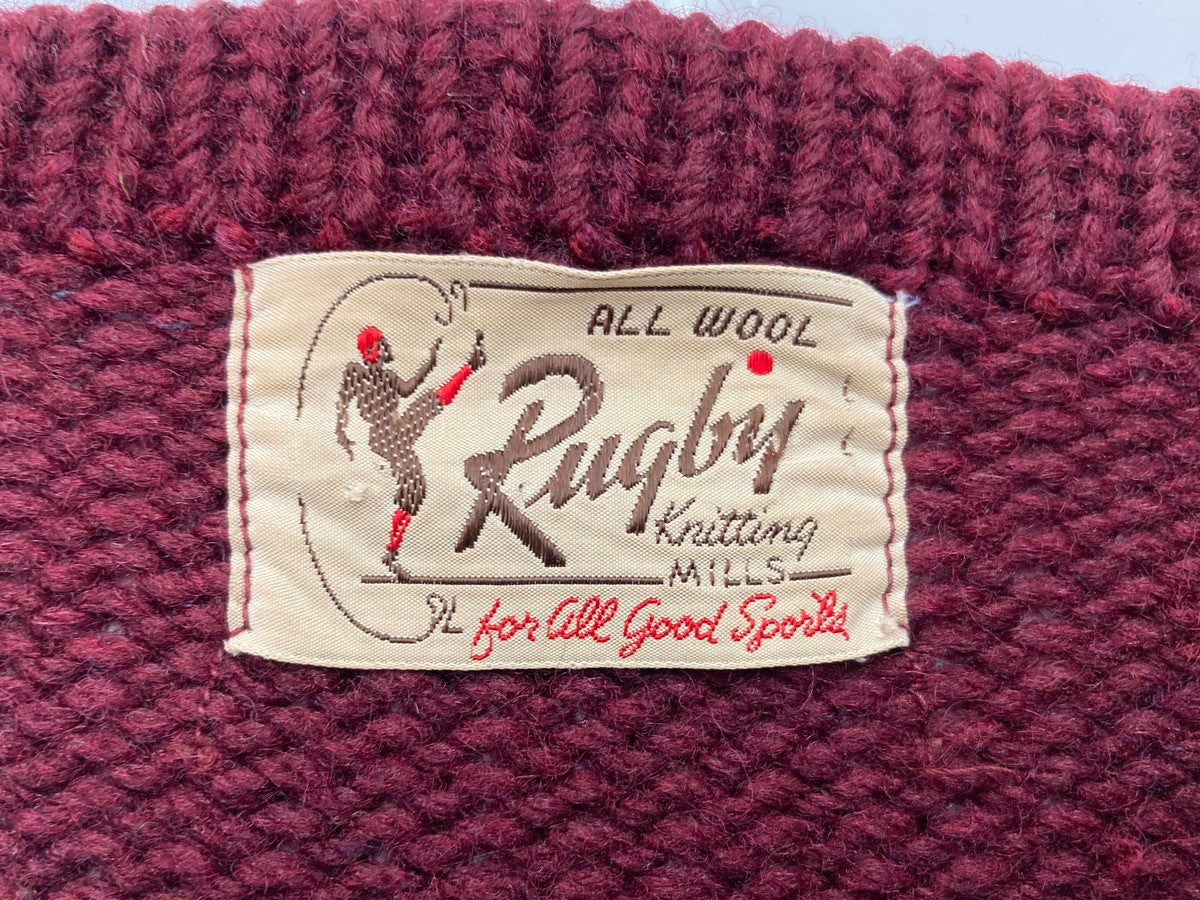 ALL WOOL
Rugby
Knitting
MILLS
for All Good Sports